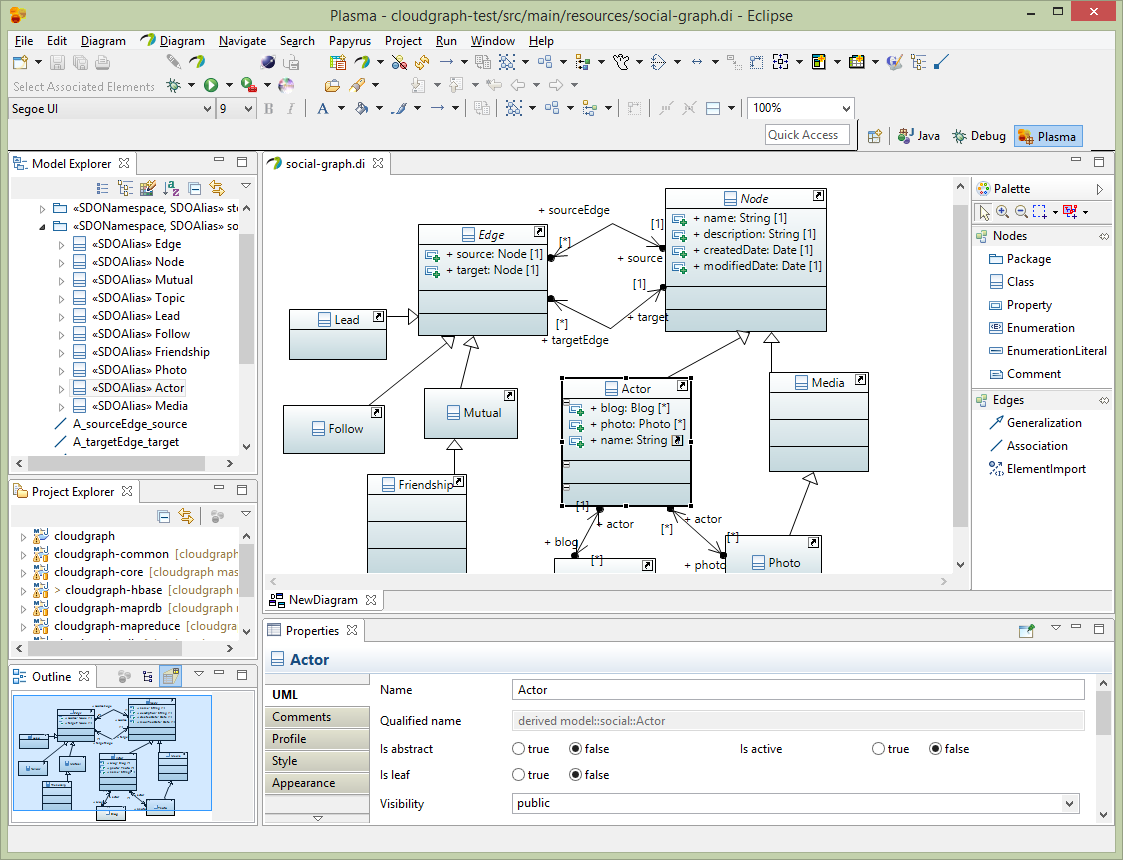 Plasma - cloudgraph-test/src/main/resources/social-graph.di - Eclipse
File Edit Diagram Diagram Navigate Search Papyrus Project Run Window Help
Select Associated Elements
Segoe UI 9 B I A 100%
Quick Access Java Debug Plasma
Model Explorer
«SDONamespace, SDOAlias»
«SDONamespace, SDOAlias» so
«SDOAlias» Edge
«SDOAlias» Node
«SDOAlias» Mutual
«SDOAlias» Topic
«SDOAlias» Lead
«SDOAlias» Follow
«SDOAlias» Friendship
«SDOAlias» Photo
«SDOAlias» Actor
«SDOAlias» Media
A_sourceEdge_source
A_targetEdge_target
Project Explorer
cloudgraph
cloudgraph-common [cloudgraph
cloudgraph-core [cloudgraph mas
> cloudgraph-hbase [cloudgraph
cloudgraph-maprdb [cloudgraph
cloudgraph-mapreduce [cloudgra
Outline
social-graph.di
Node
+ name: String [1]
+ description: String [1]
+ createdDate: Date [1]
+ modifiedDate: Date [1]
+ sourceEdge
[1]
[*]
+ source
Edge
+ source: Node [1]
+ target: Node [1]
[1]
[*]
+ target
+ targetEdge
Lead
Follow
Mutual
Friendship
Actor
+ blog: Blog [*]
+ photo: Photo [*]
+ name: String
Media
[1]
+ actor
+ blog
[*]
+ actor
[*]
[*]
+ photo
Photo
NewDiagram
Palette
Nodes
Package
Class
Property
Enumeration
EnumerationLiteral
Comment
Edges
Generalization
Association
ElementImport
Properties
Actor
UML
Comments
Profile
Style
Appearance
Name Actor
Qualified name derived model::social::Actor
Is abstract true false Is active true false
Is leaf true false
Visibility public